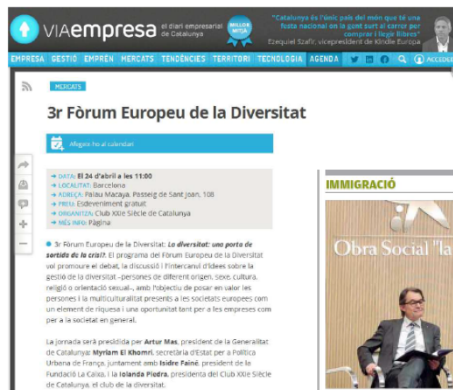 VIAempresa
el diari empresarial
de Catalunya
MILLOR
"Catalunya és l'únic país del món que té una
festa nacional en la qual surt al carrer per
comprar i llegir llibres"
Ezequiel Szafir, vicepresident de Kindle Europa
EMPRESA GESTIÓ EMPRÈN MERCATS TENDÈNCIES TERRITORI TECNOLOGIA AGENDA
MERCATS
3r Fòrum Europeu de la Diversitat
Afegeix-ho al calendari
DATA: El 24 d'abril a les 11:00
LOCALITAT: Barcelona
ADREÇA: Palau Macaya, Passeig de Sant Joan, 108
PREU: Esdeveniment gratuït
ORGANITZA: Club XXIè Siècle de Catalunya
MÉS INFO: Pàgina
3r Fòrum Europeu de la Diversitat: La diversitat: una porta de
sortida de la crisi?. El programa del Fòrum Europeu de la Diversitat
vol promoure el debat, la discussió i l'intercanvi d'idees sobre la
gestió de la diversitat -persones de diferent origen, sexe, cultura,
religió o orientació sexual-, amb l'objectiu de posar en valor les
persones i la multiculturalitat presents a les societats europees com
un element de riquesa i una oportunitat tant per a les empreses com
per a la societat en general.
La jornada serà presidida per Artur Mas, president de la Generalitat
de Catalunya; Myriam El Khomri, secretària d'Estat per a Política
Urbana de França, juntament amb Isidre Fainé, president de la
Fundació La Caixa, i la Iolanda Piedra, presidenta del Club XXIe Siècle
de Catalunya, el club de la diversitat.
IMMIGRACIÓ
Obra Social "la